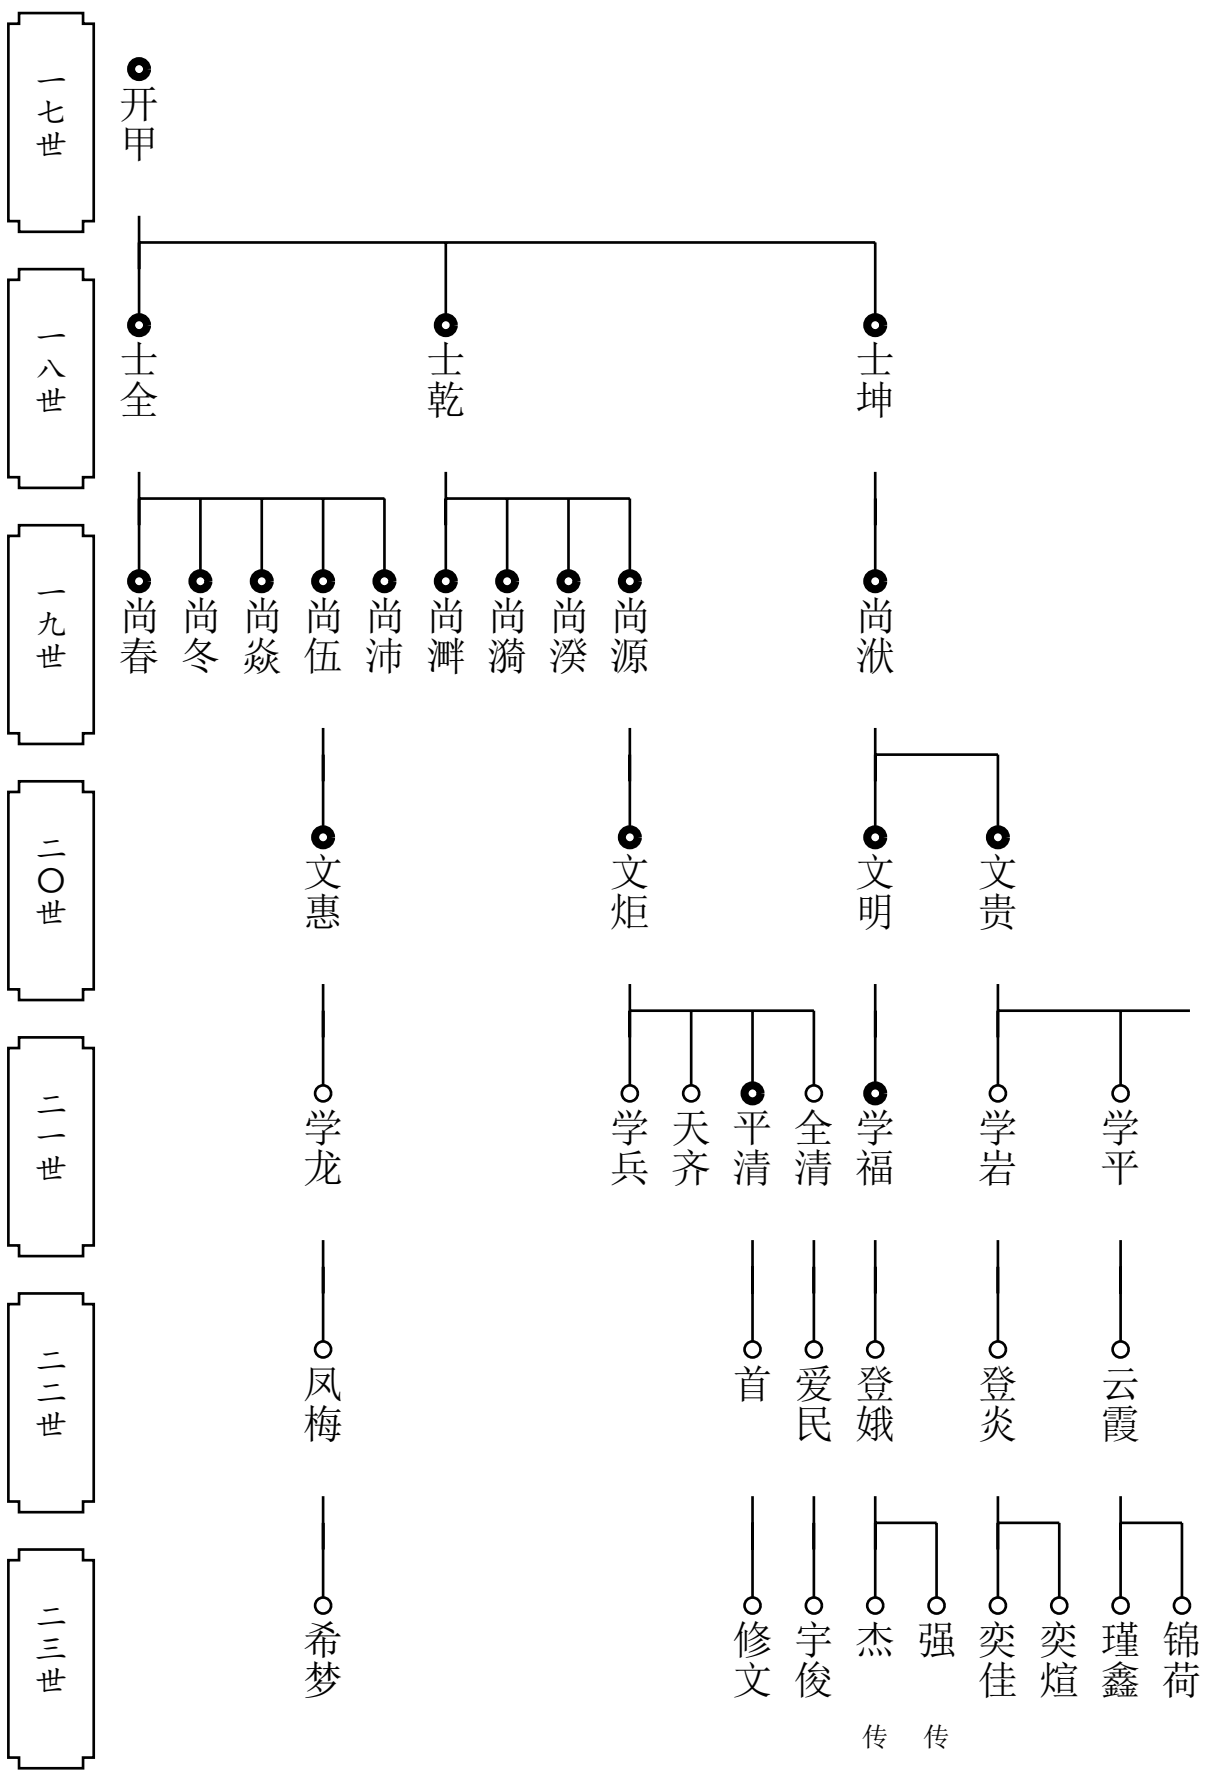 一七世
开甲
一八世
士全
士乾
士坤
一九世
尚春
尚冬
尚焱
尚伍
尚沛
尚溿
尚漪
尚湀
尚源
尚洑
二〇世
文惠
文炬
文明
文贵
二一世
学龙
学兵
天齐
平清
全清
学福
学岩
学平
二二世
凤梅
首
爱民
登娥
登炎
云霞
二三世
希梦
修文
宇俊
杰
强
奕佳
奕煊
瑾鑫
锦荷
传
传